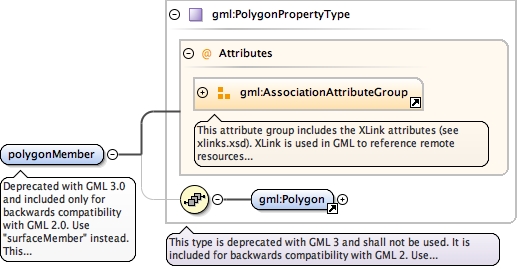 gml:PolygonPropertyType
@ Attributes
gml:AssociationAttributeGroup
This attribute group includes the XLink attributes (see
xlinks.xsd). XLink is used in GML to reference remote
resources...
polygonMember
Deprecated with GML 3.0
and included only for
backwards compatibility
with GML 2.0. Use
"surfaceMember" instead.
This...
gml:Polygon
This type is deprecated with GML 3 and shall not be used. It is
included for backwards compatibility with GML 2. Use...